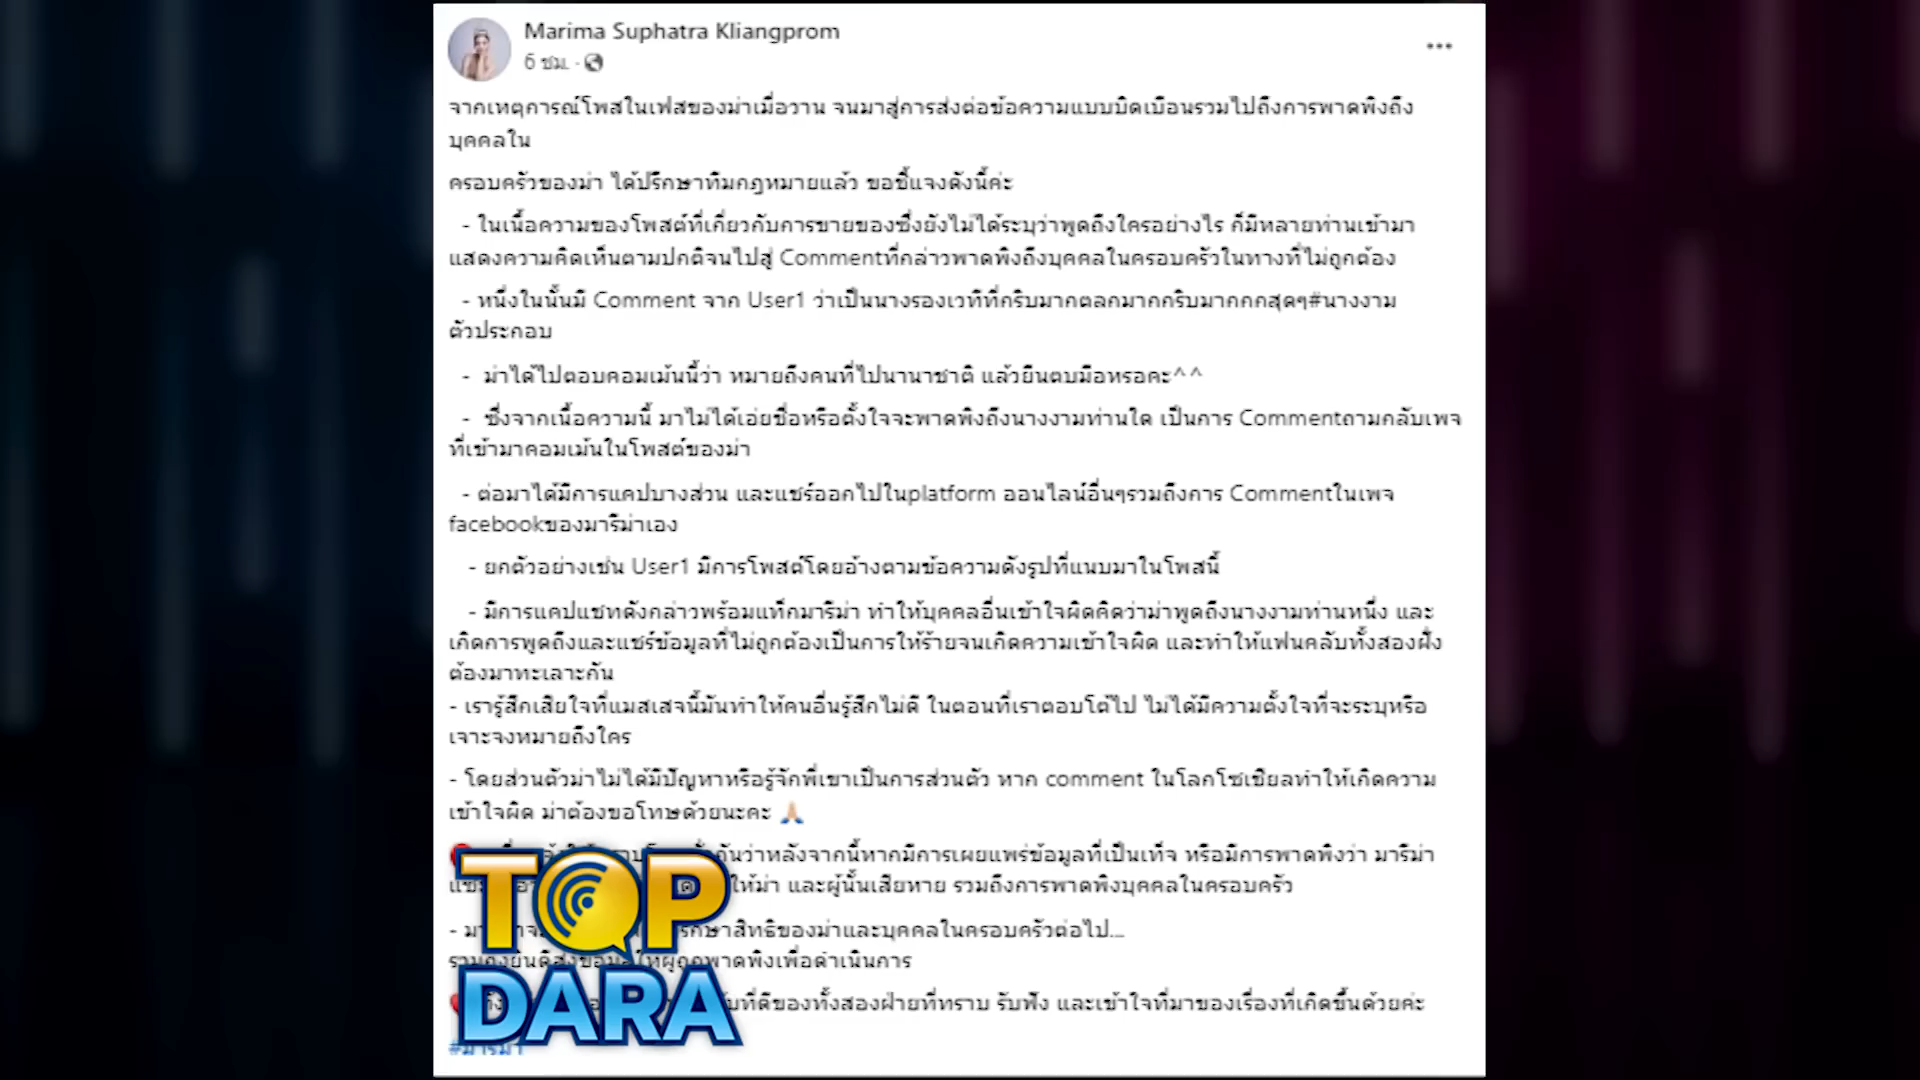 Marima Suphatra Kliangprom
6 ชม. ·
จากเหตุการณ์โพสในเฟสของม่าเมื่อวาน จนมาสู่การส่งต่อข้อความแบบบิดเบือนรวมไปถึงการพาดพิงถึง
บุคคลใน
ครอบครัวของม่า ได้ปรึกษาทีมกฎหมายแล้ว ขอชี้แจงดังนี้ค่ะ
- ในเนื้อความของโพสต์ที่เกี่ยวกับการขายของซึ่งยังไม่ได้ระบุว่าพูดถึงใครอย่างไร ก็มีหลายท่านเข้ามา
แสดงความคิดเห็นตามปกติจนไปสู่ Commentที่กล่าวพาดพิงถึงบุคคลในครอบครัวในทางที่ไม่ถูกต้อง
- หนึ่งในนั้นมี Comment จาก User1 ว่าเป็นนางรองเวทีที่กริบมากตลกมากกริบมากกกสุดๆ#นางงาม
ตัวประกอบ
- ม่าได้ไปตอบคอมเม้นนี้ว่า หมายถึงคนที่ไปนานาชาติ แล้วยืนตบมือหรอคะ^^
- ซึ่งจากเนื้อความนี้ มาไม่ได้เอ่ยชื่อหรือตั้งใจจะพาดพิงถึงนางงามท่านใด เป็นการ Commentถามกลับเพจ
ที่เข้ามาคอมเม้นในโพสต์ของม่า
- ต่อมาได้มีการแคปบางส่วน และแชร์ออกไปในplatform ออนไลน์อื่นๆรวมถึงการ Commentในเพจ
facebookของมารีม่าเอง
- ยกตัวอย่างเช่น User1 มีการโพสต์โดยอ้างตามข้อความดังรูปที่แนบมาในโพสนี้
- มีการแคปแชทดังกล่าวพร้อมแท็กมารีม่า ทำให้บุคคลอื่นเข้าใจผิดคิดว่าม่าพูดถึงนางงามท่านหนึ่ง และ
เกิดการพูดถึงและแชร์ข้อมูลที่ไม่ถูกต้องเป็นการให้ร้ายจนเกิดความเข้าใจผิด และทำให้แฟนคลับทั้งสองฝั่ง
ต้องมาทะเลาะกัน
- เรารู้สึกเสียใจที่แมสเสจนี้มันทำให้คนอื่นรู้สึกไม่ดี ในตอนที่เราตอบโต้ไป ไม่ได้มีความตั้งใจที่จะระบุหรือ
เจาะจงหมายถึงใคร
- โดยส่วนตัวม่าไม่ได้มีปัญหาหรือรู้จักพี่เขาเป็นการส่วนตัว หาก comment ในโลกโซเชียลทำให้เกิดความ
เข้าใจผิด ม่าต้องขอโทษด้วยนะคะ 🙏🏻
กันว่าหลังจากนี้หากมีการเผยแพร่ข้อมูลที่เป็นเท็จ หรือมีการพาดพิงว่า มารีม่า
ให้ม่า และผู้นั้นเสียหาย รวมถึงการพาดพิงบุคคลในครอบครัว
รักษาสิทธิของม่าและบุคคลในครอบครัวต่อไป...
รวมถึงยินดีส่งข้อมูลให้ผู้ถูกพาดพิงเพื่อดำเนินการ
ที่ดีของทั้งสองฝ่ายที่ทราบ รับฟัง และเข้าใจที่มาของเรื่องที่เกิดขึ้นด้วยค่ะ
#มารีม่า
TOP
DARA